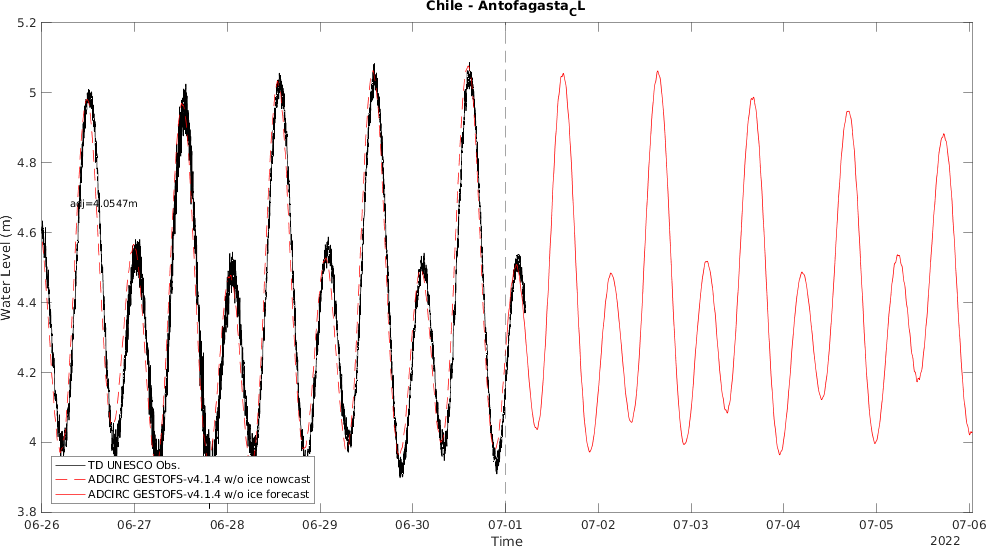 Chile - Antofagasta_CL
5.2
5
4.8
4.6
4.4
4.2
4
3.8
Water Level (m)
adj=4.0547m
TD UNESCO Obs.
ADCIRC GESTOFS-v4.1.4 w/o ice nowcast
ADCIRC GESTOFS-v4.1.4 w/o ice forecast
06-26 06-27 06-28 06-29 06-30 07-01 07-02 07-03 07-04 07-05 07-06
Time
2022